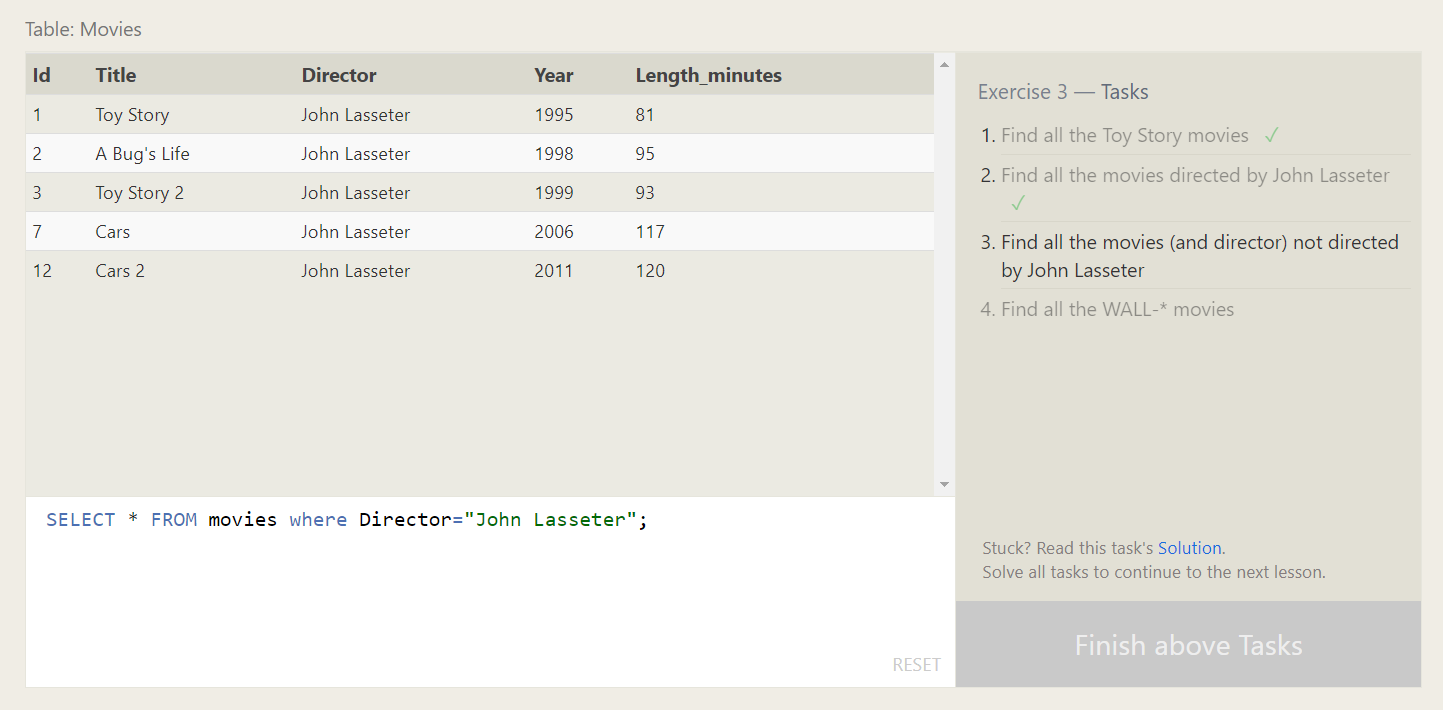 Table: Movies
Id Title Director Year Length_minutes
1 Toy Story John Lasseter 1995 81
2 A Bug's Life John Lasseter 1998 95
3 Toy Story 2 John Lasseter 1999 93
7 Cars John Lasseter 2006 117
12 Cars 2 John Lasseter 2011 120
SELECT * FROM movies where Director="John Lasseter";
RESET
Exercise 3 — Tasks
1. Find all the Toy Story movies ✓
2. Find all the movies directed by John Lasseter
✓
3. Find all the movies (and director) not directed
by John Lasseter
4. Find all the WALL-* movies
Stuck? Read this task's Solution.
Solve all tasks to continue to the next lesson.
Finish above Tasks